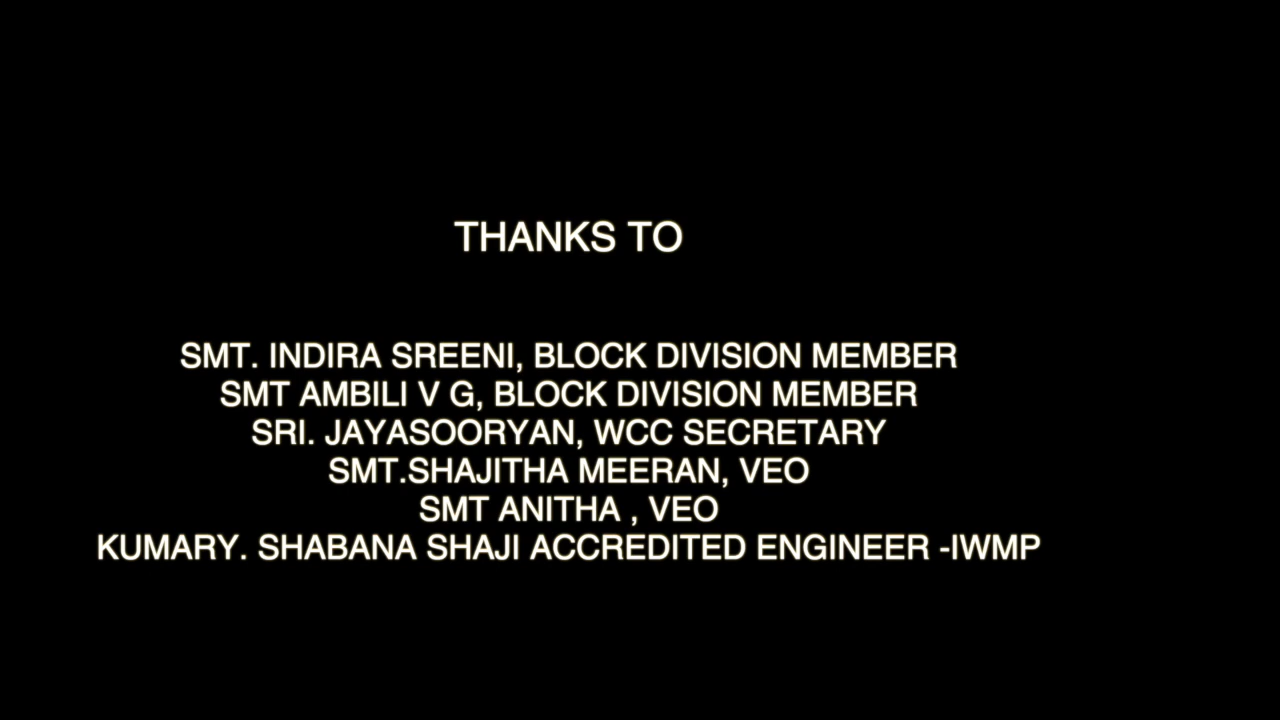 THANKS TO
SMT. INDIRA SREENI, BLOCK DIVISION MEMBER
SMT AMBILI V G, BLOCK DIVISION MEMBER
SRI. JAYASOORYAN, WCC SECRETARY
SMT.SHAJITHA MEERAN, VEO
SMT ANITHA , VEO
KUMARY. SHABANA SHAJI ACCREDITED ENGINEER -IWMP